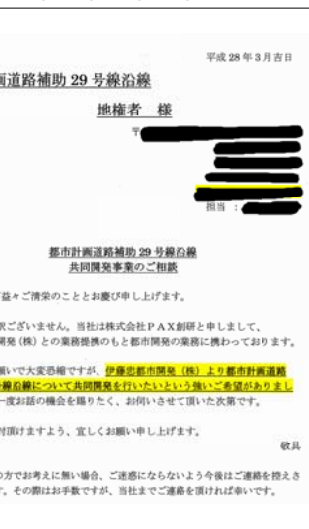 平成 28 年 3 月吉日
画道路補助 29 号線沿線
地権者 様
〒
担当 :
都市計画道路補助 29 号線沿線
共同開発事業のご相談
益々ご清栄のこととお慶び申し上げます。
訳ございません。当社は株式会社PAX創研と申しまして、
開発(株)との業務提携のもと都市開発の業務に携わっております。
願いで大変恐縮ですが、伊藤忠都市開発(株)より都市計画道路
号線沿線について共同開発を行いたいという強いご希望がありまし
一度お話の機会を賜りたく、お伺いさせて頂いた次第です。
付頂けますよう、宜しくお願い申し上げます。
敬具
の方でお考えに無い場合、ご迷惑にならないよう今後はご連絡を控えさ
す。その際はお手数ですが、当社までご連絡を頂ければ幸いです。